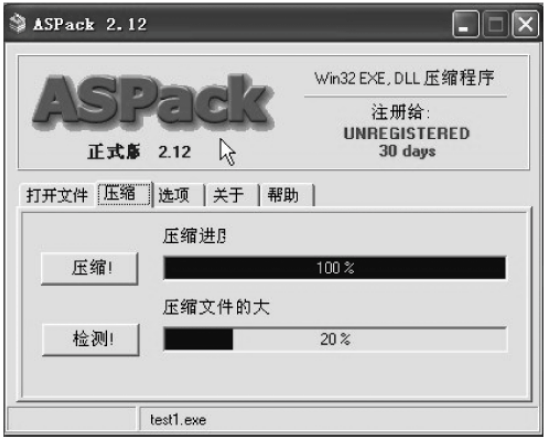 ASPack 2.12
ASPack
正式版 2.12
Win32 EXE, DLL 压缩程序
注册给:
UNREGISTERED
30 days
打开文件 压缩 选项 关于 帮助
压缩进
压缩! 100 %
压缩文件的大
检测! 20 %
test1.exe